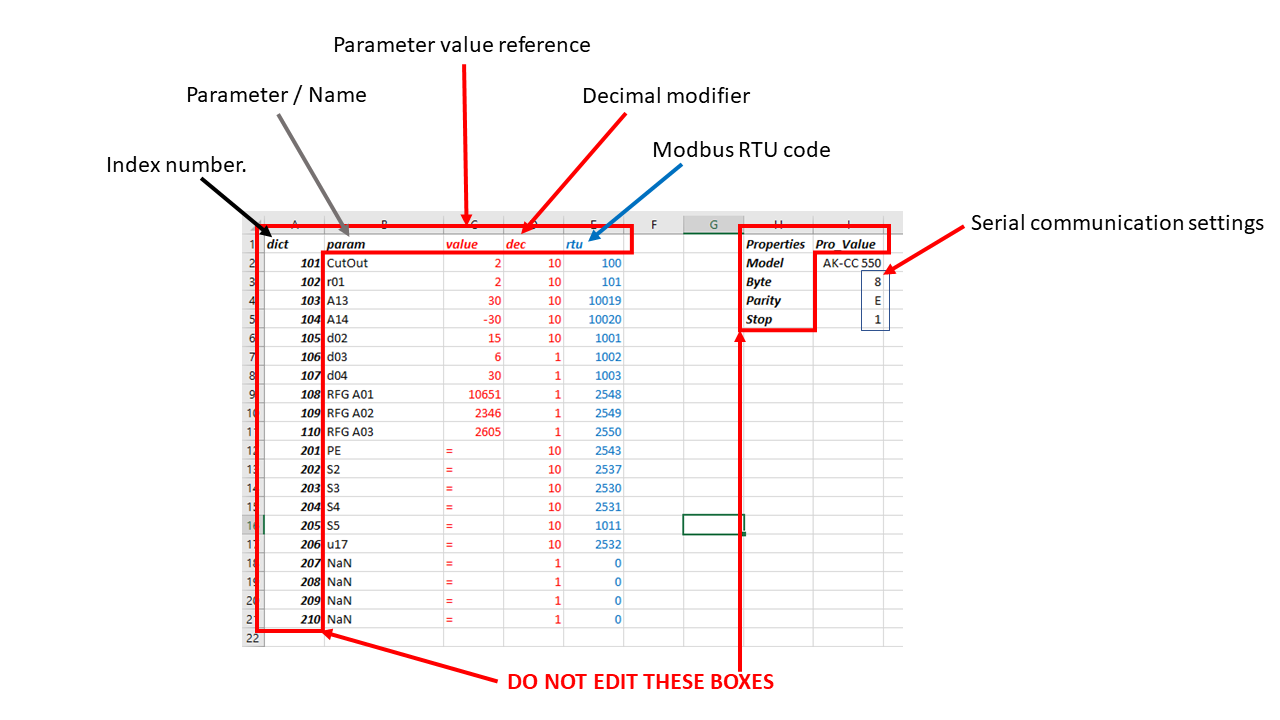 Parameter value reference
Parameter / Name
Decimal modifier
Modbus RTU code
Index number.
Serial communication settings
F G
1 dict param value dec rtu Properties Pro_Value
2 101 CutOut 2 10 100 Model AK-CC 550
3 102 r01 2 10 101 Byte 8
4 103 A13 30 10 10019 Parity E
5 104 A14 -30 10 10020 Stop 1
6 105 d02 15 10 1001
7 106 d03 6 1 1002
8 107 d04 30 1 1003
9 108 RFG A01 10651 1 2548
10 109 RFG A02 2346 1 2549
11 110 RFG A03 2605 1 2550
12 201 PE = 10 2543
13 202 S2 = 10 2537
14 203 S3 = 10 2530
15 204 S4 = 10 2531
16 205 S5 = 10 1011
17 206 u17 = 10 2532
18 207 NaN = 1 0
19 208 NaN = 1 0
20 209 NaN = 1 0
21 210 NaN = 1 0
22
DO NOT EDIT THESE BOXES